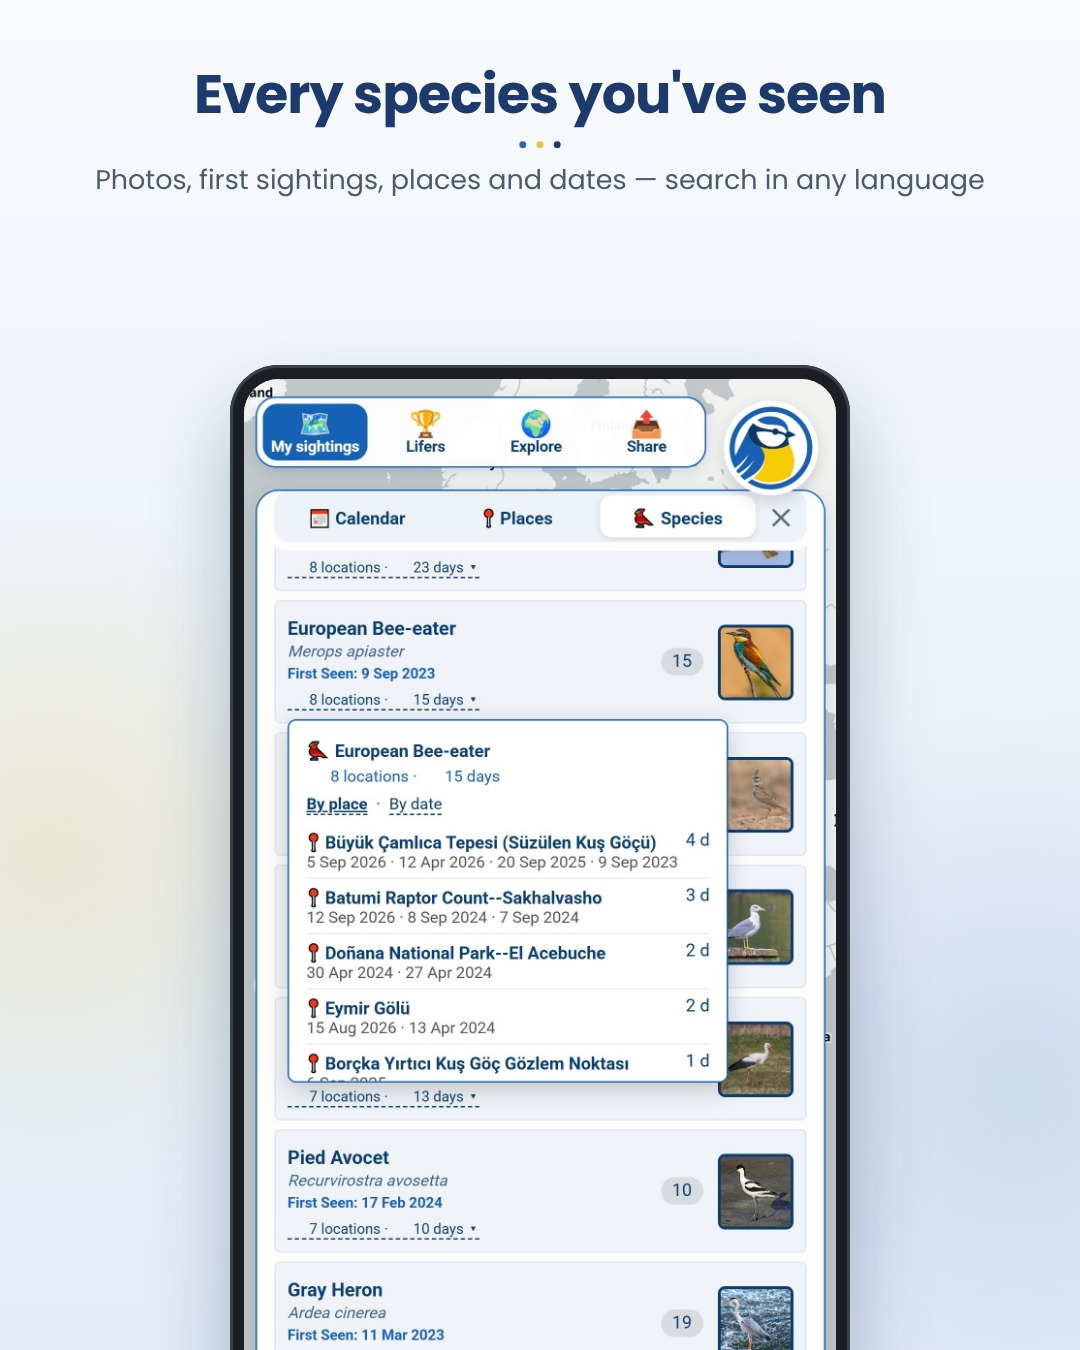 Every species you've seen
Photos, first sightings, places and dates — search in any language
and
My sightings
Lifers
Explore
Share
Calendar
Places
Species
8 locations · 23 days ▾
European Bee-eater
Merops apiaster
First Seen: 9 Sep 2023
15
8 locations · 15 days ▾
European Bee-eater
8 locations · 15 days
By place · By date
Büyük Çamlıca Tepesi (Süzülen Kuş Göçü) 4 d
5 Sep 2026 · 12 Apr 2026 · 20 Sep 2025 · 9 Sep 2023
Batumi Raptor Count--Sakhalvasho 3 d
12 Sep 2026 · 8 Sep 2024 · 7 Sep 2024
Doñana National Park--El Acebuche 2 d
30 Apr 2024 · 27 Apr 2024
Eymir Gölü 2 d
15 Aug 2026 · 13 Apr 2024
Borçka Yırtıcı Kuş Göç Gözlem Noktası 1 d
7 locations · 13 days ▾
Pied Avocet
Recurvirostra avosetta
First Seen: 17 Feb 2024
10
7 locations · 10 days ▾
Gray Heron
Ardea cinerea
First Seen: 11 Mar 2023
19